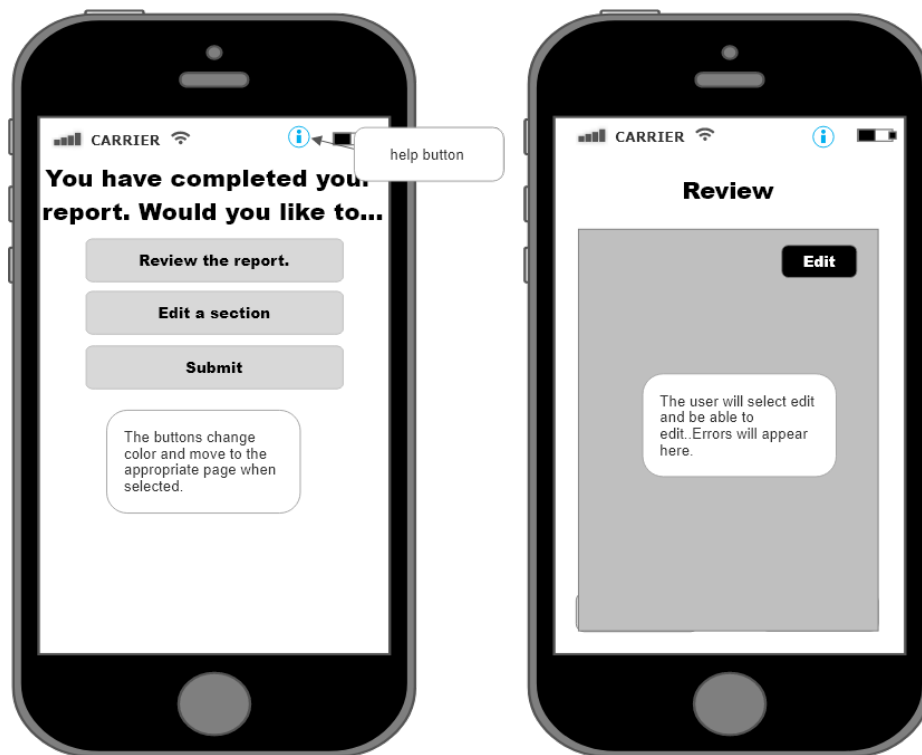 CARRIER
help button
You have completed your
report. Would you like to...
Review the report.
Edit a section
Submit
The buttons change
color and move to the
appropriate page when
selected.
CARRIER
Review
Edit
The user will select edit
and be able to
edit..Errors will appear
here.